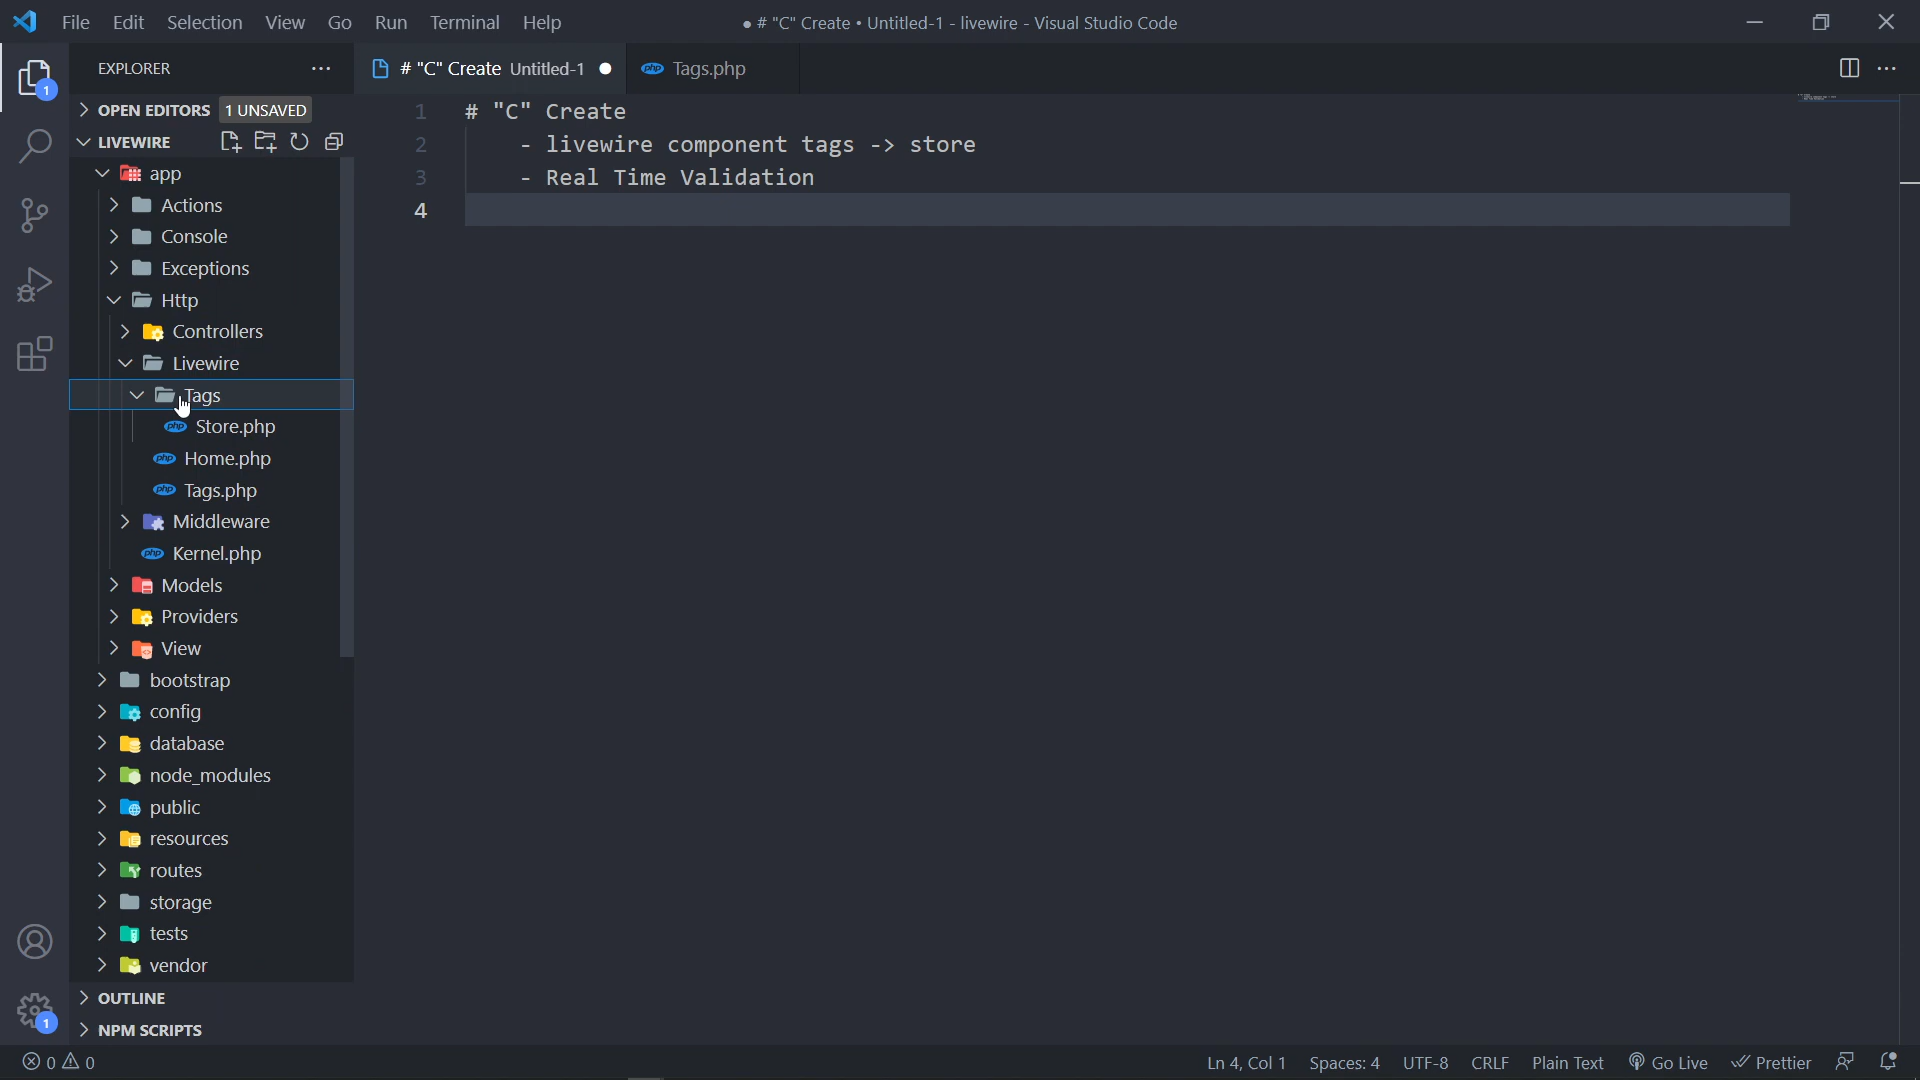 File Edit Selection View Go Run Terminal Help
● # "C" Create • Untitled-1 - livewire - Visual Studio Code
EXPLORER
# "C" Create Untitled-1
Tags.php
OPEN EDITORS 1 UNSAVED
LIVEWIRE
app
Actions
Console
Exceptions
Http
Controllers
Livewire
Tags
Store.php
Home.php
Tags.php
Middleware
Kernel.php
Models
Providers
View
bootstrap
config
database
node_modules
public
resources
routes
storage
tests
vendor
OUTLINE
NPM SCRIPTS
1
1
1 # "C" Create
2 - livewire component tags -> store
3 - Real Time Validation
4
0 0
Ln 4, Col 1 Spaces: 4 UTF-8 CRLF Plain Text Go Live Prettier